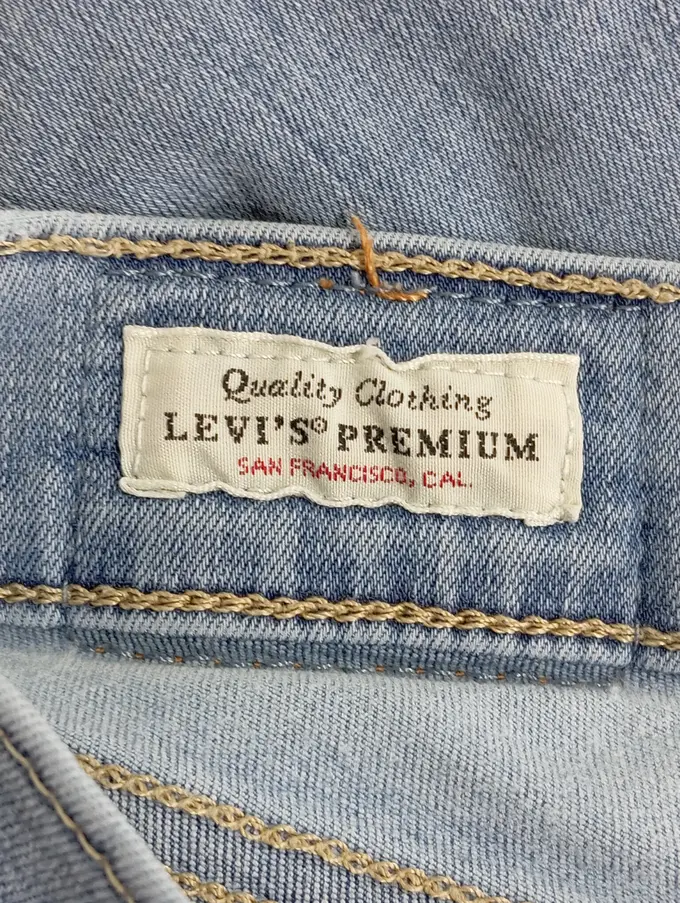 Quality Clothing
LEVI'S® PREMIUM
SAN FRANCISCO, CAL.